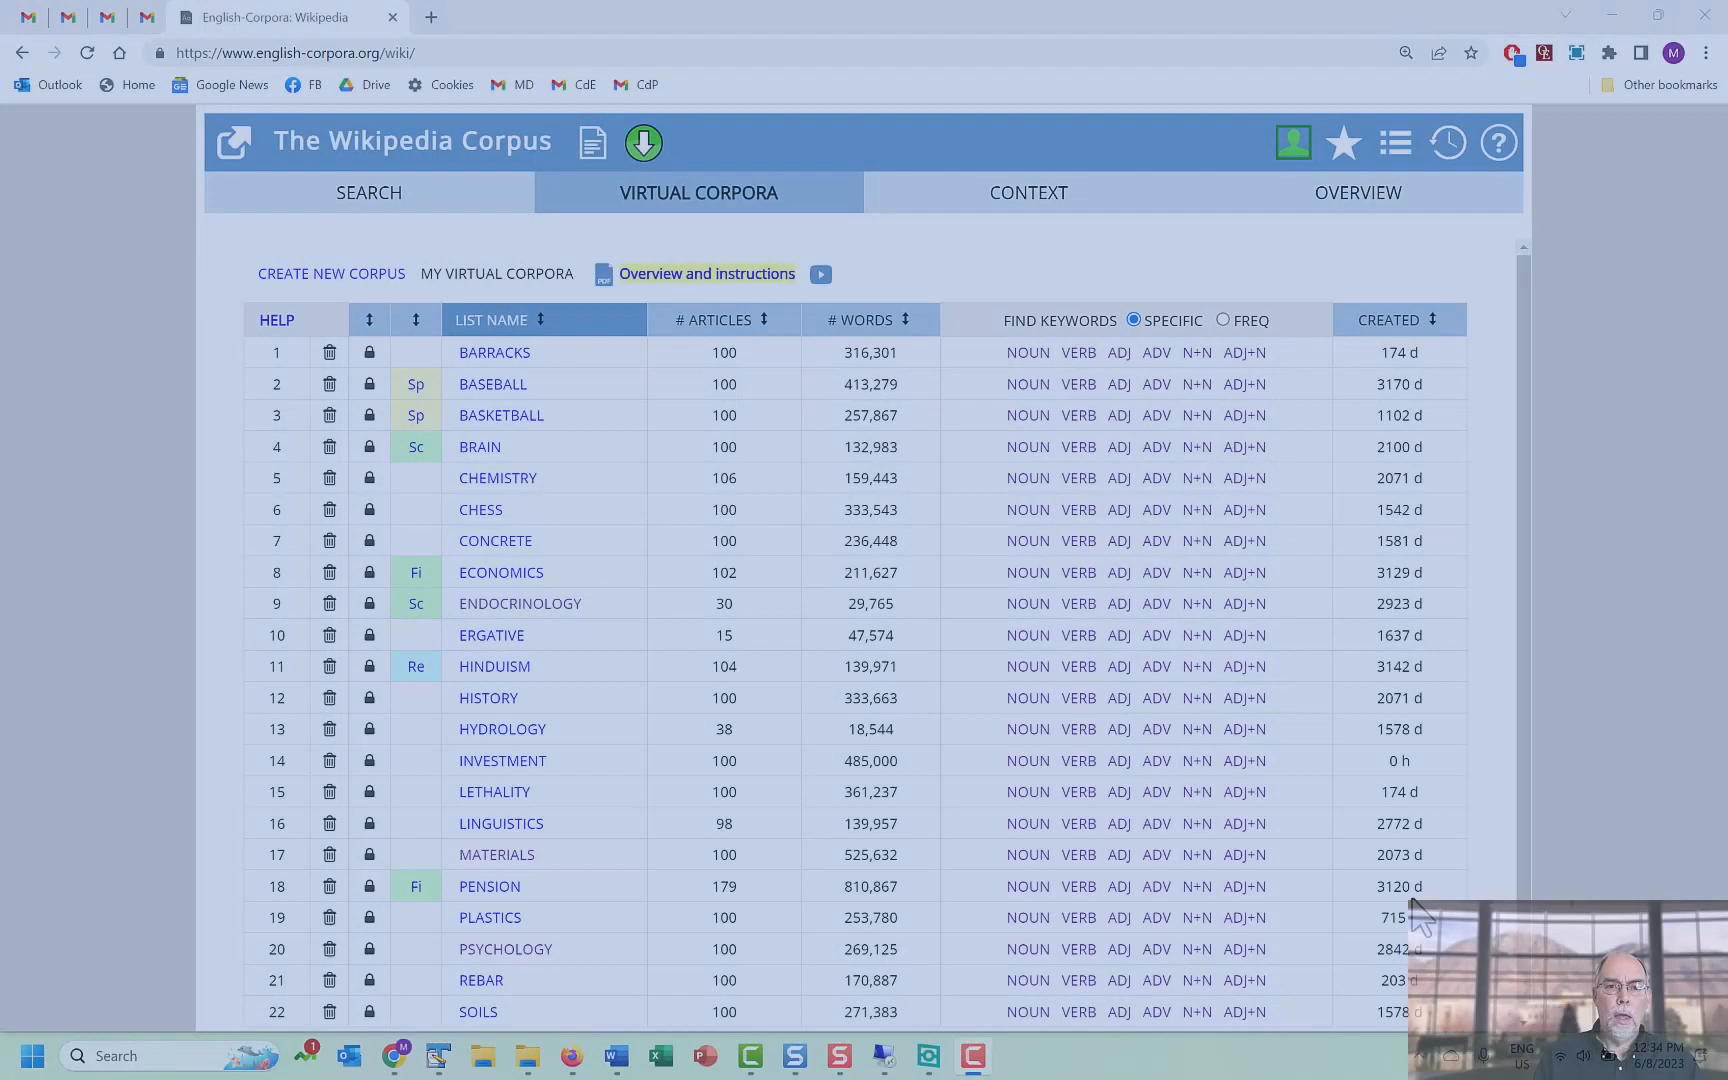 English-Corpora: Wikipedia
https://www.english-corpora.org/wiki/
M
Outlook Home Google News FB Drive Cookies MD CdE CdP Other bookmarks
The Wikipedia Corpus
SEARCH VIRTUAL CORPORA CONTEXT OVERVIEW
CREATE NEW CORPUS MY VIRTUAL CORPORA PDF Overview and instructions
HELP LIST NAME # ARTICLES # WORDS FIND KEYWORDS SPECIFIC FREQ CREATED
1 BARRACKS 100 316,301 NOUN VERB ADJ ADV N+N ADJ+N 174 d
2 Sp BASEBALL 100 413,279 NOUN VERB ADJ ADV N+N ADJ+N 3170 d
3 Sp BASKETBALL 100 257,867 NOUN VERB ADJ ADV N+N ADJ+N 1102 d
4 Sc BRAIN 100 132,983 NOUN VERB ADJ ADV N+N ADJ+N 2100 d
5 CHEMISTRY 106 159,443 NOUN VERB ADJ ADV N+N ADJ+N 2071 d
6 CHESS 100 333,543 NOUN VERB ADJ ADV N+N ADJ+N 1542 d
7 CONCRETE 100 236,448 NOUN VERB ADJ ADV N+N ADJ+N 1581 d
8 Fi ECONOMICS 102 211,627 NOUN VERB ADJ ADV N+N ADJ+N 3129 d
9 Sc ENDOCRINOLOGY 30 29,765 NOUN VERB ADJ ADV N+N ADJ+N 2923 d
10 ERGATIVE 15 47,574 NOUN VERB ADJ ADV N+N ADJ+N 1637 d
11 Re HINDUISM 104 139,971 NOUN VERB ADJ ADV N+N ADJ+N 3142 d
12 HISTORY 100 333,663 NOUN VERB ADJ ADV N+N ADJ+N 2071 d
13 HYDROLOGY 38 18,544 NOUN VERB ADJ ADV N+N ADJ+N 1578 d
14 INVESTMENT 100 485,000 NOUN VERB ADJ ADV N+N ADJ+N 0 h
15 LETHALITY 100 361,237 NOUN VERB ADJ ADV N+N ADJ+N 174 d
16 LINGUISTICS 98 139,957 NOUN VERB ADJ ADV N+N ADJ+N 2772 d
17 MATERIALS 100 525,632 NOUN VERB ADJ ADV N+N ADJ+N 2073 d
18 Fi PENSION 179 810,867 NOUN VERB ADJ ADV N+N ADJ+N 3120 d
19 PLASTICS 100 253,780 NOUN VERB ADJ ADV N+N ADJ+N 715
20 PSYCHOLOGY 100 269,125 NOUN VERB ADJ ADV N+N ADJ+N 2842 d
21 REBAR 100 170,887 NOUN VERB ADJ ADV N+N ADJ+N 203
22 SOILS 100 271,383 NOUN VERB ADJ ADV N+N ADJ+N 1578
Search 1 ENG 12:34 PM
US 6/8/2023